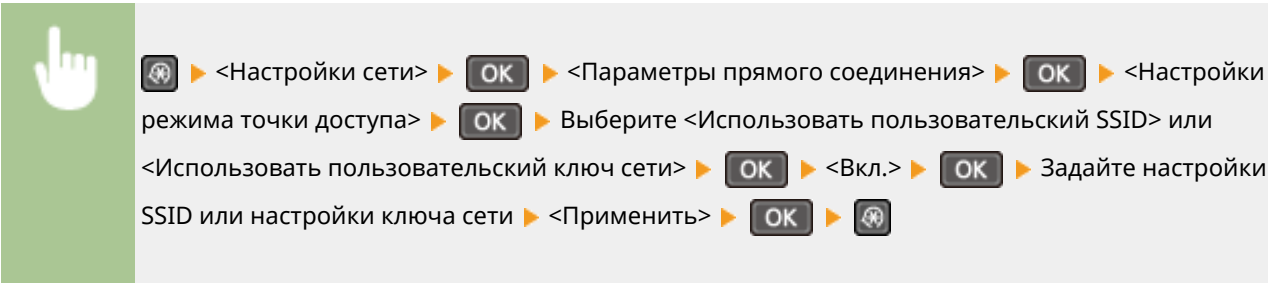 <Настройки сети> OK <Параметры прямого соединения> OK <Настройки
режима точки доступа> OK Выберите <Использовать пользовательский SSID> или
<Использовать пользовательский ключ сети> OK <Вкл.> OK Задайте настройки
SSID или настройки ключа сети <Применить> OK